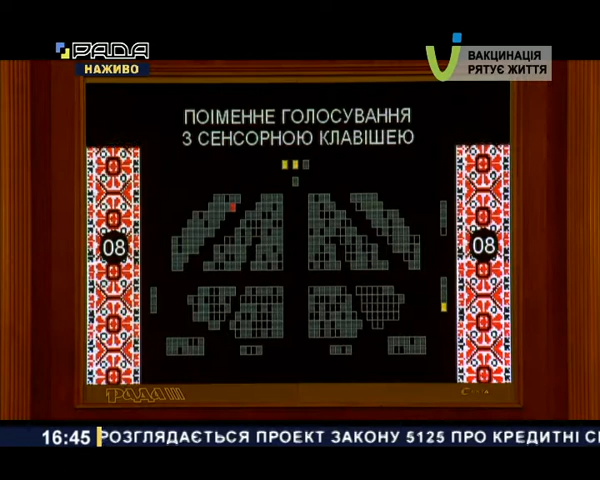 РАДА
НАЖИВО
ВАКЦИНАЦІЯ
РЯТУЄ ЖИТТЯ
ПОІМЕННЕ ГОЛОСУВАННЯ
З СЕНСОРНОЮ КЛАВІШЕЮ
08
08
РАДА III
16:45 РОЗГЛЯДАЄТЬСЯ ПРОЕКТ ЗАКОНУ 5125 ПРО КРЕДИТНІ